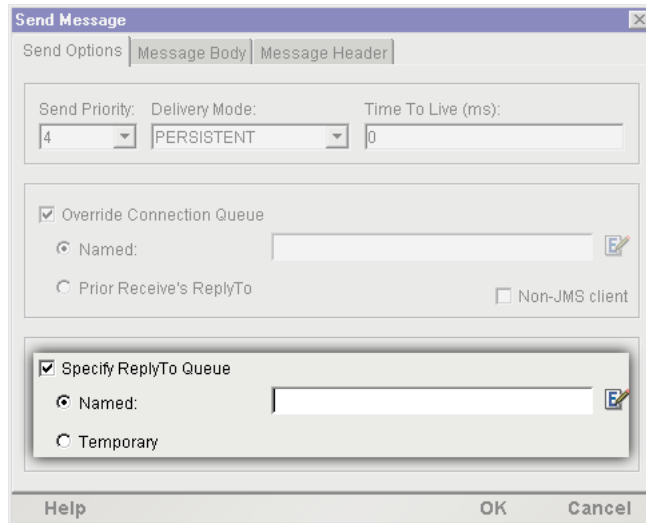 Send Message
Send Options Message Body Message Header
Send Priority: Delivery Mode: Time To Live (ms):
4 PERSISTENT 0
Override Connection Queue
Named:
Prior Receive's ReplyTo
Non-JMS client
Specify ReplyTo Queue
Named:
Temporary
Help OK Cancel